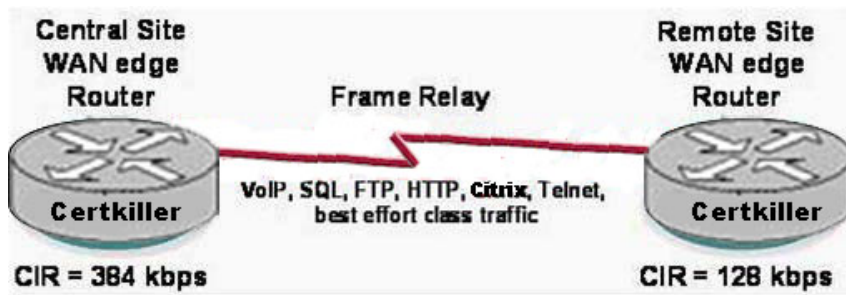 Central Site
WAN edge
Router
Remote Site
WAN edge
Router
Frame Relay
VoIP, SQL, FTP, HTTP, Citrix, Telnet,
best effort class traffic
Certkiller
Certkiller
CIR = 384 kbps
CIR = 128 kbps